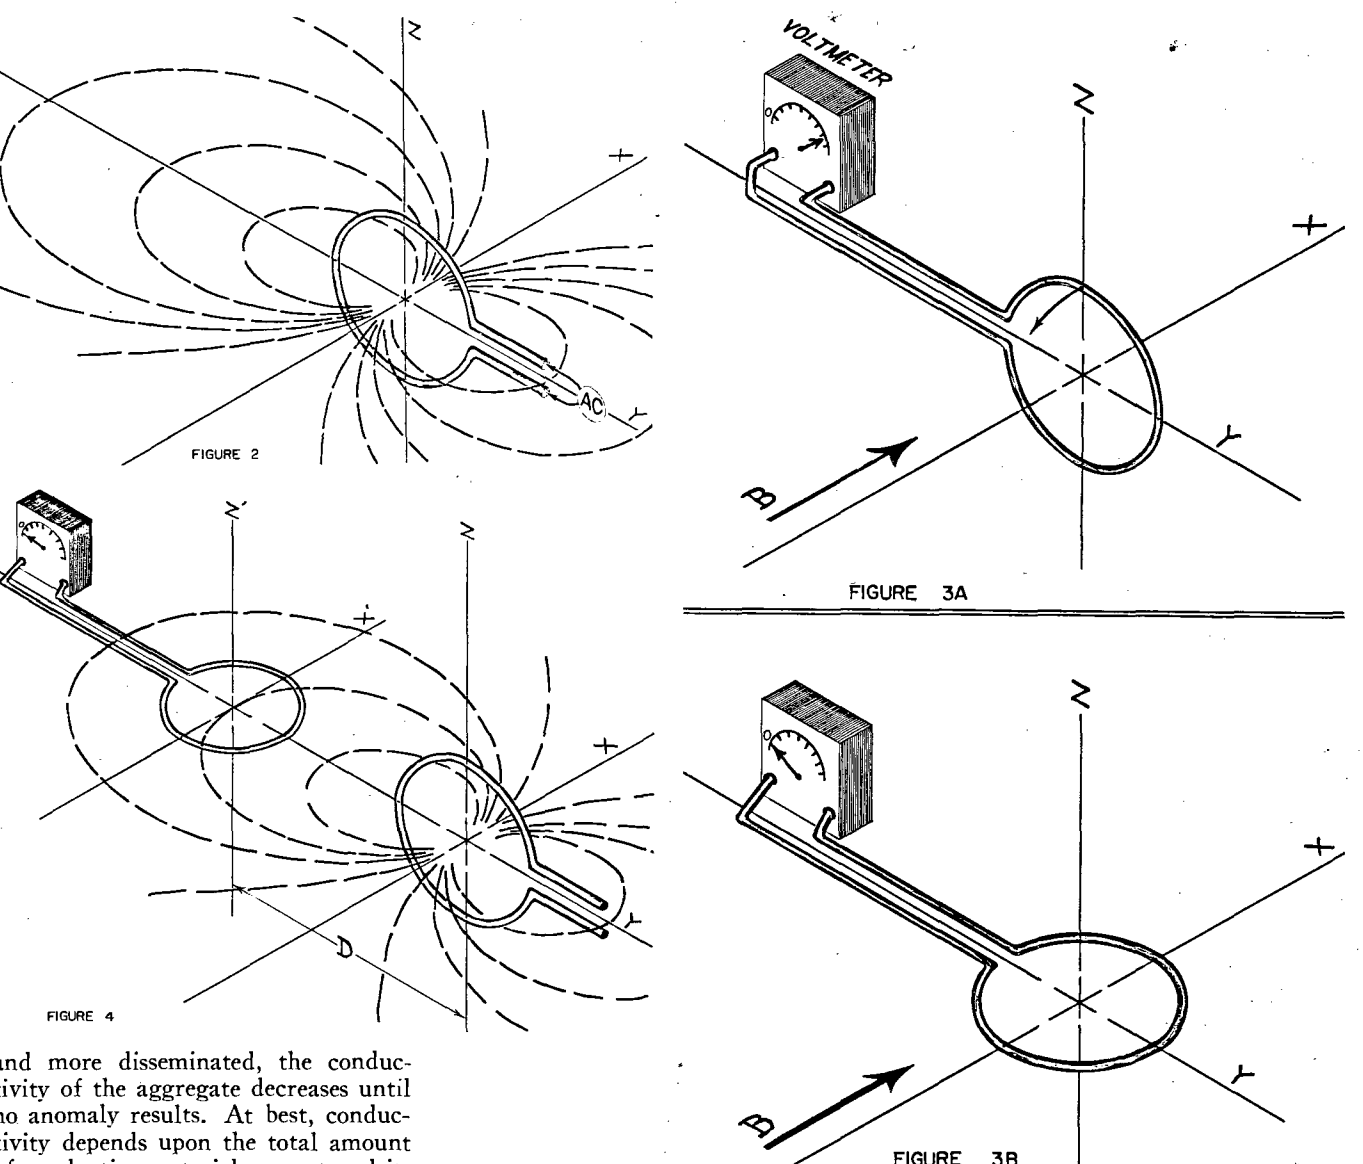 Z
X
AC
Y
FIGURE 2
VOLTMETER
O
Z
X
Y
B
FIGURE 3A
O
Z'
Z
X'
X
Y
D
FIGURE 4
O
Z
X
Y
B
FIGURE 3B
and more disseminated, the conduc-
tivity of the aggregate decreases until
no anomaly results. At best, conduc-
tivity depends upon the total amount